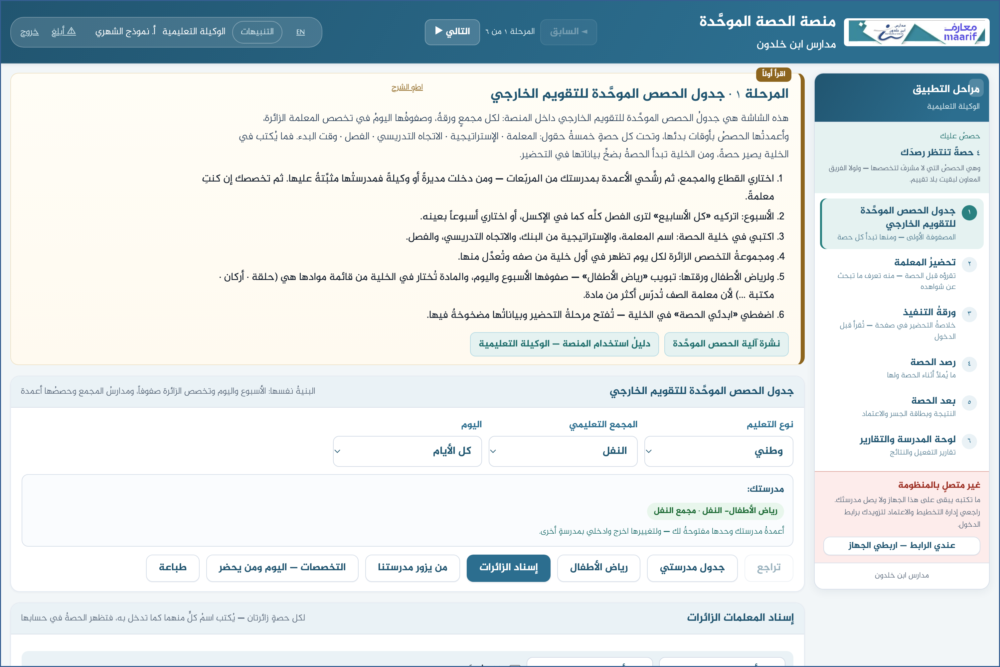 معارف
maarif
مدارس
ابن خلدون
منصة الحصة الموحَّدة
مدارس ابن خلدون
◄ السابق
المرحلة ١ من ٦
التالي ►
EN
التنبيهات
الوكيلة التعليمية
أ. نموذج الشهري
⚠ أبلغ
خروج
مراحل التطبيق
الوكيلة التعليمية
حصصٌ عليك
٤ حصةً تنتظر رصدَك
وهي الحصصُ التي لا مشرفَ لتخصصها — ولولا الفريق
المعاون لبقيت بلا تقييم.
١
جدول الحصص الموحَّدة
للتقويم الخارجي
المصفوفة الأولى — ومنها تبدأ كل حصة
٢
تحضيرُ المعلمة
تقرؤه قبل الحصة — منه تعرف ما تبحث
عن شواهده
٣
ورقةُ التنفيذ
خلاصةُ التحضير في صفحة — تُقرأ قبل
الدخول
٤
رصد الحصة
ما يُملأ أثناء الحصة ولها
٥
بعد الحصة
النتيجة وبطاقة الجسر والاعتماد
٦
لوحة المدرسة والتقارير
تقارير التفعيل والنتائج
غير متصلٍ بالمنظومة
ما تكتبه يبقى على هذا الجهاز ولا يصل مدرستَك.
راجعي إدارة التخطيط والاعتماد لتزويدك برابط
الدخول.
عندي الرابط — اربطي الجهاز
مدارس ابن خلدون
اقرأ أولاً
المرحلة ١ · جدول الحصص الموحَّدة للتقويم الخارجي
اطوِ الشرح
هذه الشاشة هي جدولُ الحصص الموحَّدة للتقويم الخارجي داخل المنصة: لكل مجمعٍ ورقةٌ، وصفوفُها اليومُ في تخصص المعلمة الزائرة،
وأعمدتُها الحصصُ بأوقات بدئها، وتحت كل حصةٍ خمسةُ حقول: المعلمة · الإستراتيجية · الاتجاه التدريسي · الفصل · وقت البدء. فما يُكتب في
الخلية يصير حصةً، ومن الخلية تبدأ الحصةُ بضخِّ بياناتها في التحضير.
1. اختاري القطاع والمجمع، ثم رشِّحي الأعمدة بمدرستك من المربّعات — ومن دخلت مديرةً أو وكيلةً فمدرستُها مثبَّتةٌ عليها. ثم تخصصك إن كنتِ
معلمةً.
2. الأسبوع: اتركيه «كل الأسابيع» لترى الفصل كلَّه كما في الإكسل، أو اختاري أسبوعاً بعينه.
3. اكتبي في خلية الحصة: اسم المعلمة، والإستراتيجية من البنك، والاتجاه التدريسي، والفصل.
4. ومجموعةُ التخصص الزائرة لكل يوم تظهر في أول خلية من صفه وتُعدَّل منها.
5. ولرياض الأطفال ورقتها: تبويب «رياض الأطفال» — صفوفها الأسبوع واليوم، والمادة تُختار في الخلية من قائمة موادها هي (حلقة · أركان ·
مكتبة ...) لأن معلمة الصف تُدرّس أكثر من مادة.
6. اضغطي «ابدئي الحصة» في الخلية — تُفتح مرحلةُ التحضير وبياناتُها مضخوخةٌ فيها.
نشرة آلية الحصص الموحَّدة
دليلُ استخدام المنصة — الوكيلة التعليمية
جدول الحصص الموحَّدة للتقويم الخارجي
البنيةُ نفسها: الأسبوع واليوم وتخصص الزائرة صفوفاً، ومدارسُ المجمع وحصصُها أعمدة
نوع التعليم
المجمع التعليمي
اليوم
وطني
النفل
كل الأيام
مدرستك:
رياض الأطفال- النفل · مجمع النفل
أعمدةُ مدرستك وحدها مفتوحةٌ لك — ولتغييرها اخرج وادخلي بمدرسةٍ أخرى.
تراجع
جدول مدرستي
رياض الأطفال
إسناد الزائرات
من يزور مدرستنا
التخصصات — اليوم ومن يحضر
طباعة
إسناد المعلمات الزائرات
لكل حصةٍ زائرتان — يُكتب اسمُ كلٍّ منهما كما تدخل به، فتظهر الحصةُ في حسابها